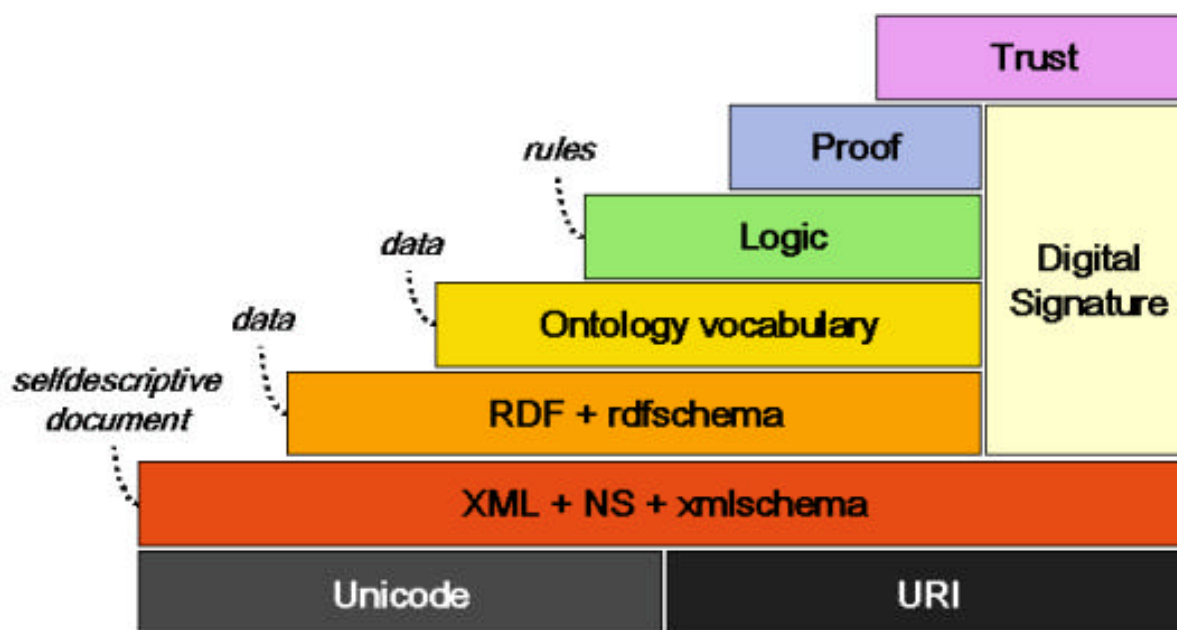 Trust
Proof
rules
Logic
data
Digital
Signature
Ontology vocabulary
data
RDF + rdfschema
selfdescriptive
document
XML + NS + xmlschema
Unicode
URI